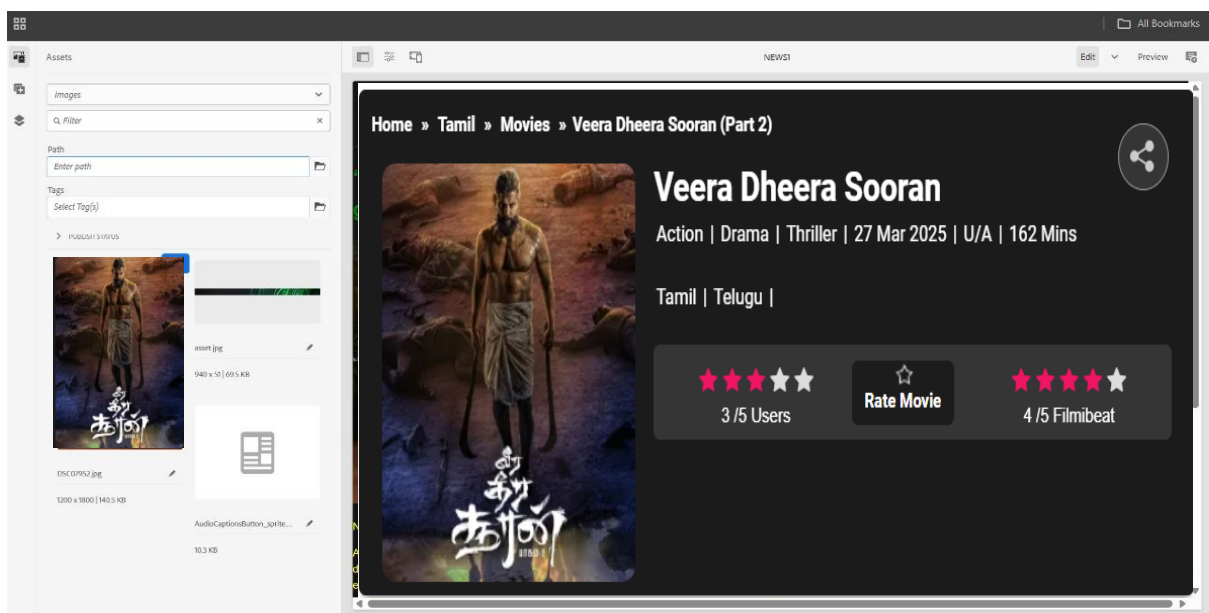 All Bookmarks
Assets
NEWS1
Edit
Preview
Images
Filter
Path
Enter path
Tags
Select Tag(s)
PUBLISH STATUS
DSC07952.jpg
1200 x 1800 | 140.5 KB
asset.jpg
940 x 51 | 69.5 KB
AudioCaptionsButton_sprite...
10.3 KB
Home » Tamil » Movies » Veera Dheera Sooran (Part 2)
Veera Dheera Sooran
Action | Drama | Thriller | 27 Mar 2025 | U/A | 162 Mins
Tamil | Telugu |
3 /5 Users
Rate Movie
4 /5 Filmibeat
வீர
தீர
சூரன்
பாகம் 2